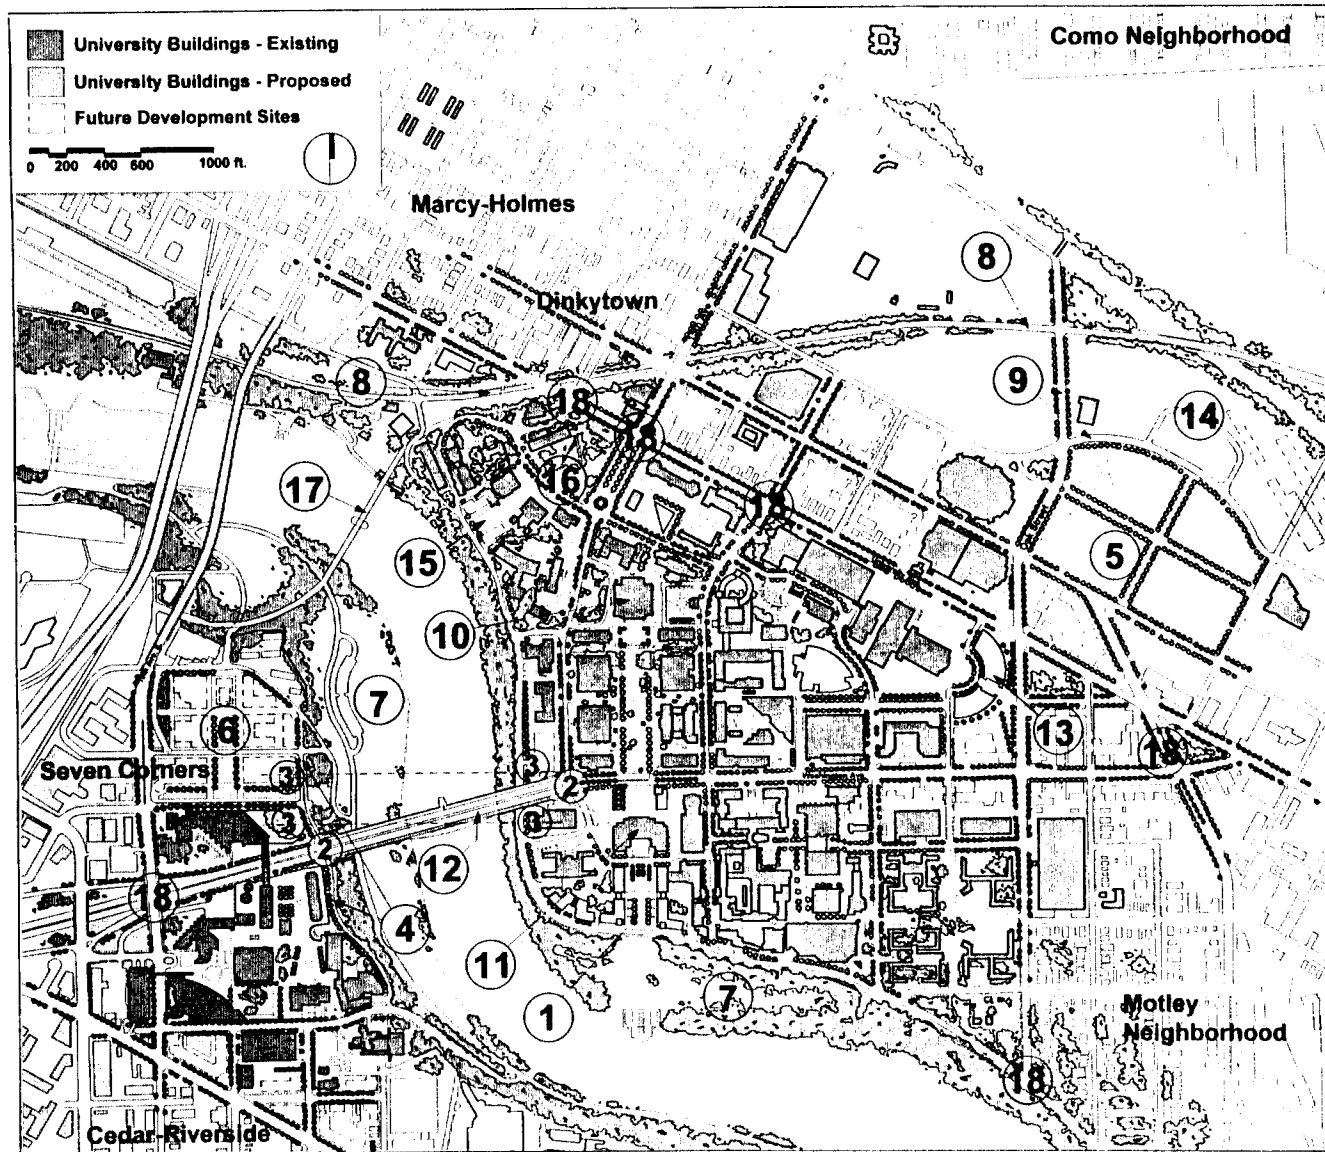 University Buildings - Existing
University Buildings - Proposed
Future Development Sites
0 200 400 600 1000 ft.
Como Neighborhood
Marcy-Holmes
Dinkytown
8
8
9
18
14
18
16
17
18
5
15
10
7
6
13
18
Seven Corners
3
3
2
3
3
2
12
18
4
11
7
1
Motley
Neighborhood
18
Cedar-Riverside